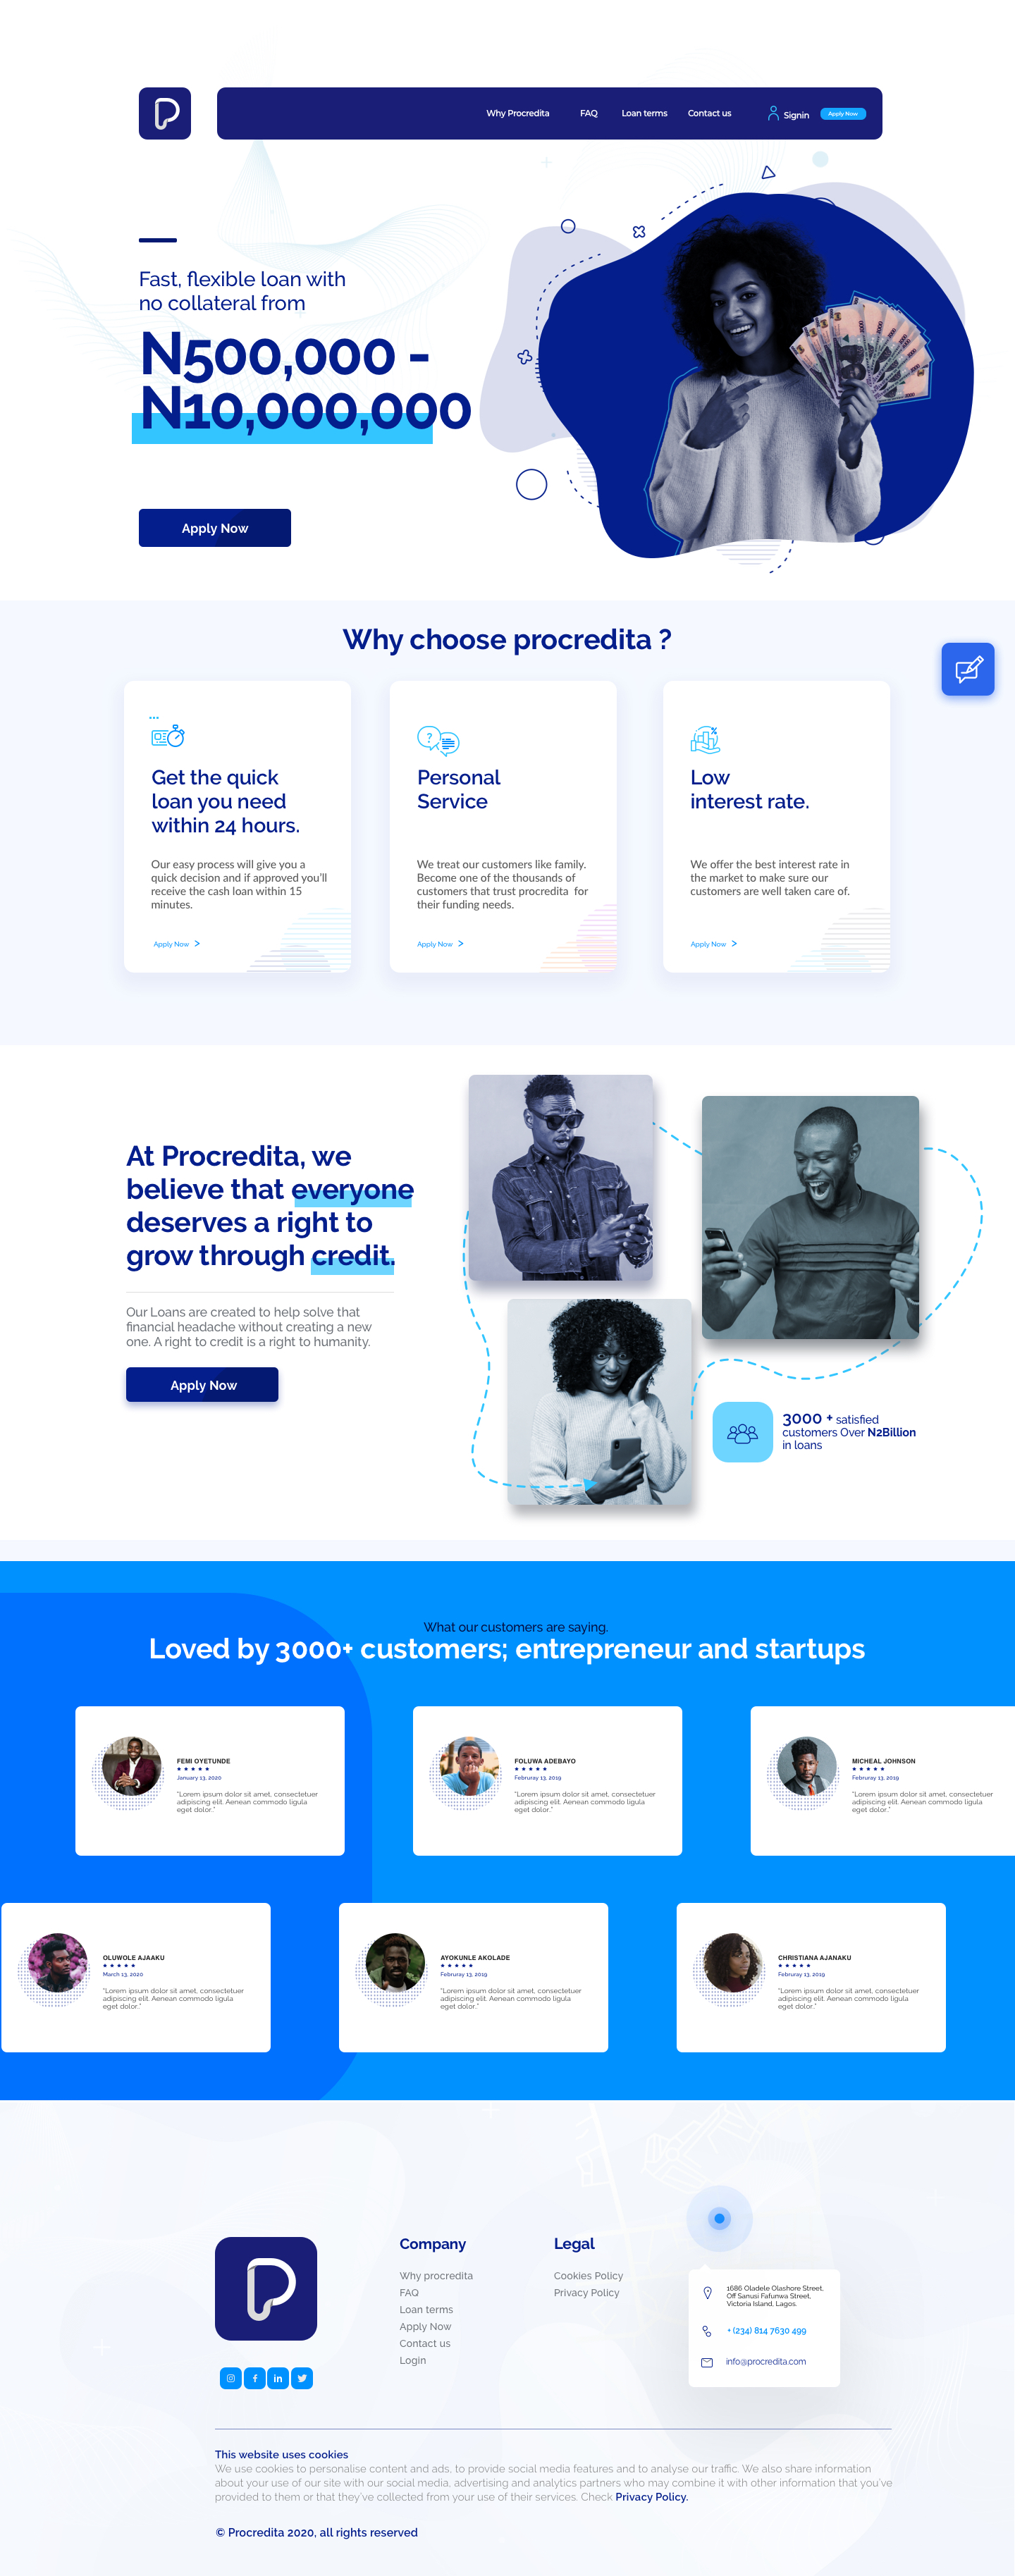 P
Why Procredita
FAQ
Loan terms
Contact us
Signin
Apply Now
Fast, flexible loan with
no collateral from
N500,000 -
N10,000,000
Apply Now
Why choose procredita ?
Get the quick
loan you need
within 24 hours.
Our easy process will give you a
quick decision and if approved you'll
receive the cash loan within 15
minutes.
Apply Now >
Personal
Service
We treat our customers like family.
Become one of the thousands of
customers that trust procredita for
their funding needs.
Apply Now >
Low
interest rate.
We offer the best interest rate in
the market to make sure our
customers are well taken care of.
Apply Now >
At Procredita, we
believe that everyone
deserves a right to
grow through credit.
Our Loans are created to help solve that
financial headache without creating a new
one. A right to credit is a right to humanity.
Apply Now
3000 + satisfied
customers Over N2Billion
in loans
What our customers are saying.
Loved by 3000+ customers; entrepreneur and startups
FEMI OYETUNDE
January 13, 2020
"Lorem ipsum dolor sit amet, consectetuer
adipiscing elit. Aenean commodo ligula
eget dolor."
FOLUWA ADEBAYO
Februray 13, 2019
"Lorem ipsum dolor sit amet, consectetuer
adipiscing elit. Aenean commodo ligula
eget dolor."
MICHEAL JOHNSON
Februray 13, 2019
"Lorem ipsum dolor sit amet, consectetuer
adipiscing elit. Aenean commodo ligula
eget dolor."
OLUWOLE AJAAKU
March 13, 2020
"Lorem ipsum dolor sit amet, consectetuer
adipiscing elit. Aenean commodo ligula
eget dolor."
AYOKUNLE AKOLADE
Februray 13, 2019
"Lorem ipsum dolor sit amet, consectetuer
adipiscing elit. Aenean commodo ligula
eget dolor."
CHRISTIANA AJANAKU
Februray 13, 2019
"Lorem ipsum dolor sit amet, consectetuer
adipiscing elit. Aenean commodo ligula
eget dolor."
P
Company
Why procredita
FAQ
Loan terms
Apply Now
Contact us
Login
Legal
Cookies Policy
Privacy Policy
1686 Oladele Olashore Street,
Off Sanusi Fafunwa Street,
Victoria Island, Lagos.
+ (234) 814 7630 499
info@procredita.com
This website uses cookies
We use cookies to personalise content and ads, to provide social media features and to analyse our traffic. We also share information
about your use of our site with our social media, advertising and analytics partners who may combine it with other information that you've
provided to them or that they've collected from your use of their services. Check Privacy Policy.
© Procredita 2020, all rights reserved